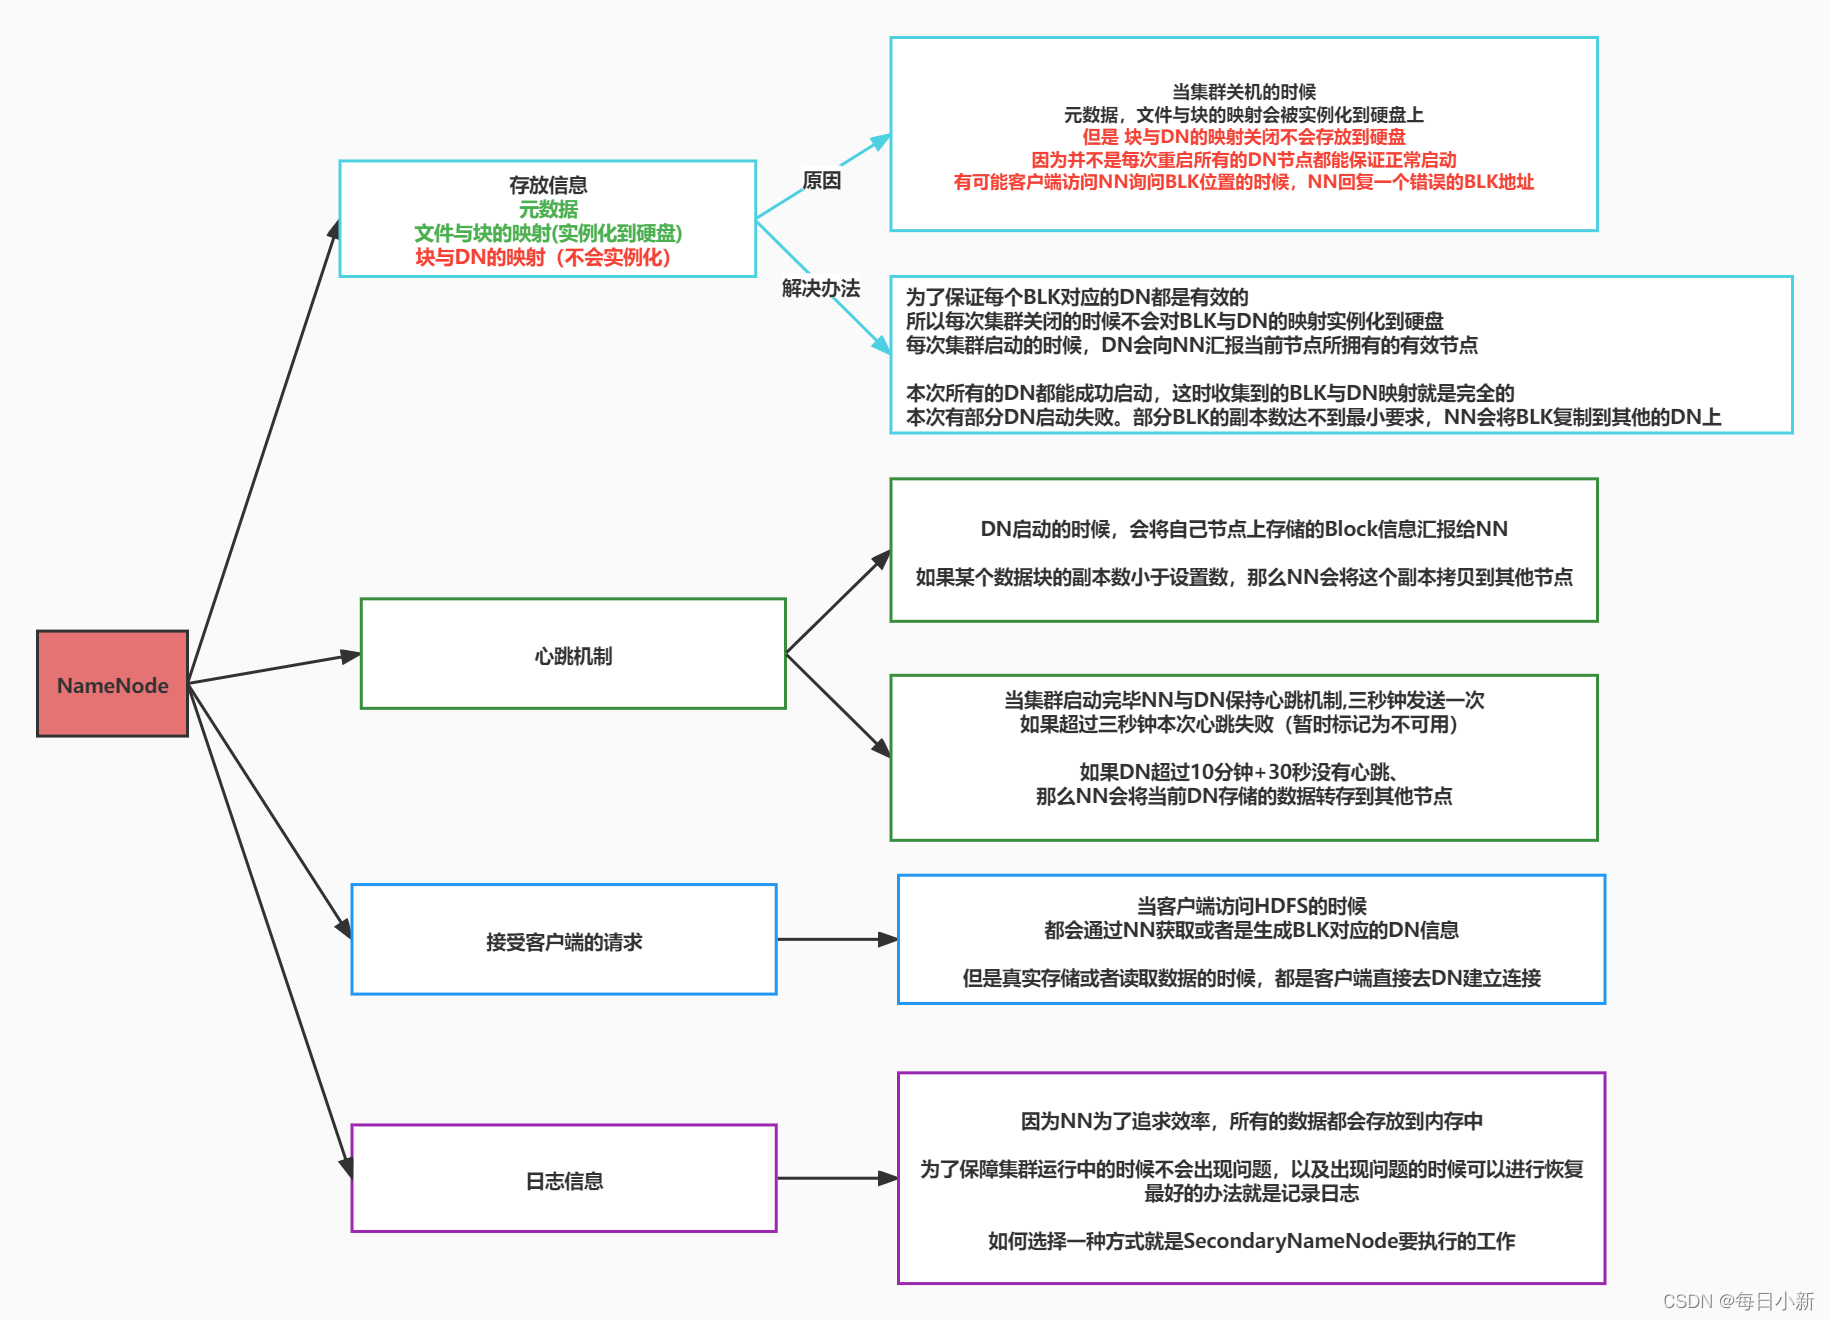 NameNode
存放信息
元数据
文件与块的映射(实例化到硬盘)
块与DN的映射（不会实例化）
原因
当集群关机的时候
元数据，文件与块的映射会被实例化到硬盘上
但是 块与DN的映射关闭不会存放到硬盘
因为并不是每次重启所有的DN节点都能保证正常启动
有可能客户端访问NN询问BLK位置的时候，NN回复一个错误的BLK地址
解决办法
为了保证每个BLK对应的DN都是有效的
所以每次集群关闭的时候不会对BLK与DN的映射实例化到硬盘
每次集群启动的时候，DN会向NN汇报当前节点所拥有的有效节点
本次所有的DN都能成功启动，这时收集到的BLK与DN映射就是完全的
本次有部分DN启动失败。部分BLK的副本数达不到最小要求，NN会将BLK复制到其他的DN上
心跳机制
DN启动的时候，会将自己节点上存储的Block信息汇报给NN
如果某个数据块的副本数小于设置数，那么NN会将这个副本拷贝到其他节点
当集群启动完毕NN与DN保持心跳机制,三秒钟发送一次
如果超过三秒钟本次心跳失败（暂时标记为不可用）
如果DN超过10分钟+30秒没有心跳、
那么NN会将当前DN存储的数据转存到其他节点
接受客户端的请求
当客户端访问HDFS的时候
都会通过NN获取或者是生成BLK对应的DN信息
但是真实存储或者读取数据的时候，都是客户端直接去DN建立连接
日志信息
因为NN为了追求效率，所有的数据都会存放到内存中
为了保障集群运行中的时候不会出现问题，以及出现问题的时候可以进行恢复
最好的办法就是记录日志
如何选择一种方式就是SecondaryNameNode要执行的工作
CSDN @每日小新